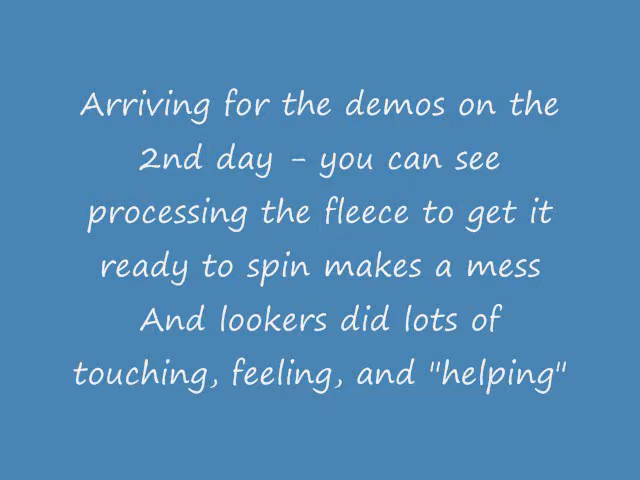 Arriving for the demos on the
2nd day - you can see
processing the fleece to get it
ready to spin makes a mess
And lookers did lots of
touching, feeling, and "helping"